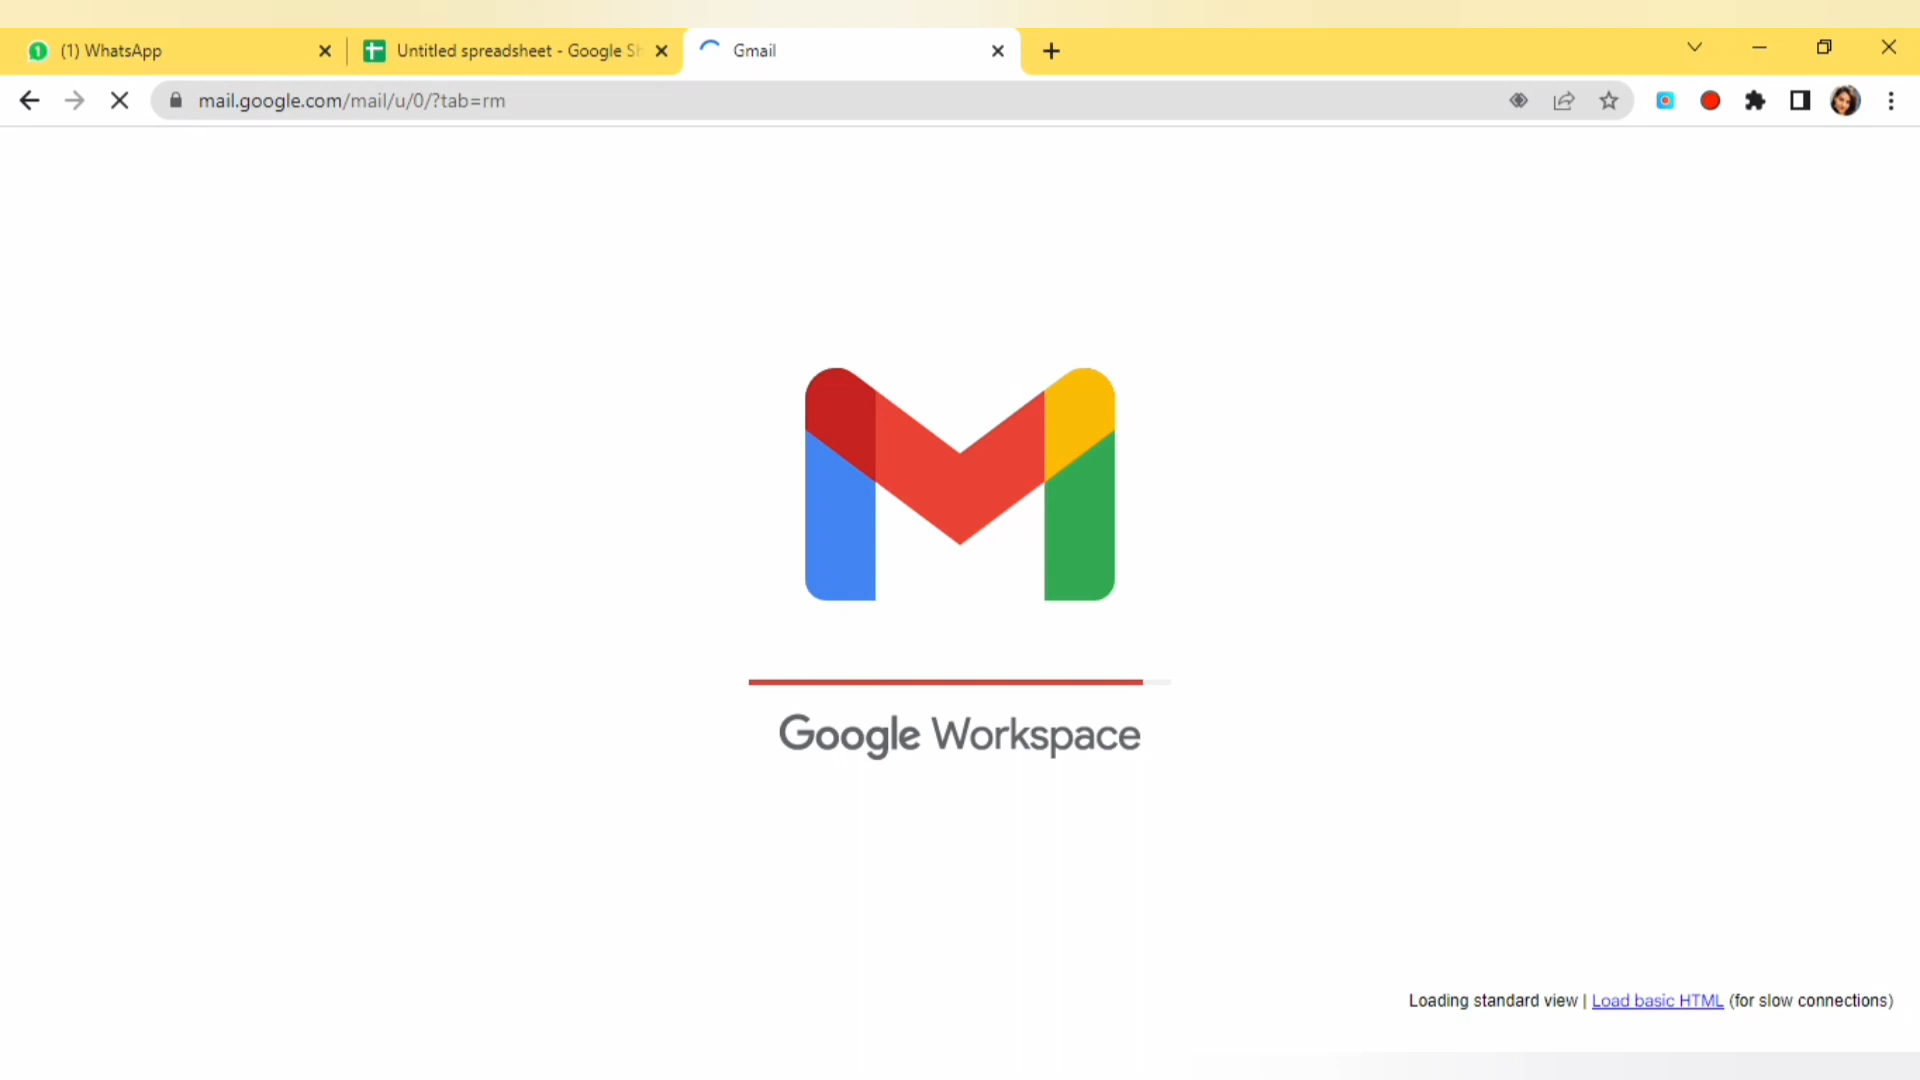 (1) WhatsApp
Untitled spreadsheet - Google Sh
Gmail
mail.google.com/mail/u/0/?tab=rm
Google Workspace
Loading standard view | Load basic HTML (for slow connections)